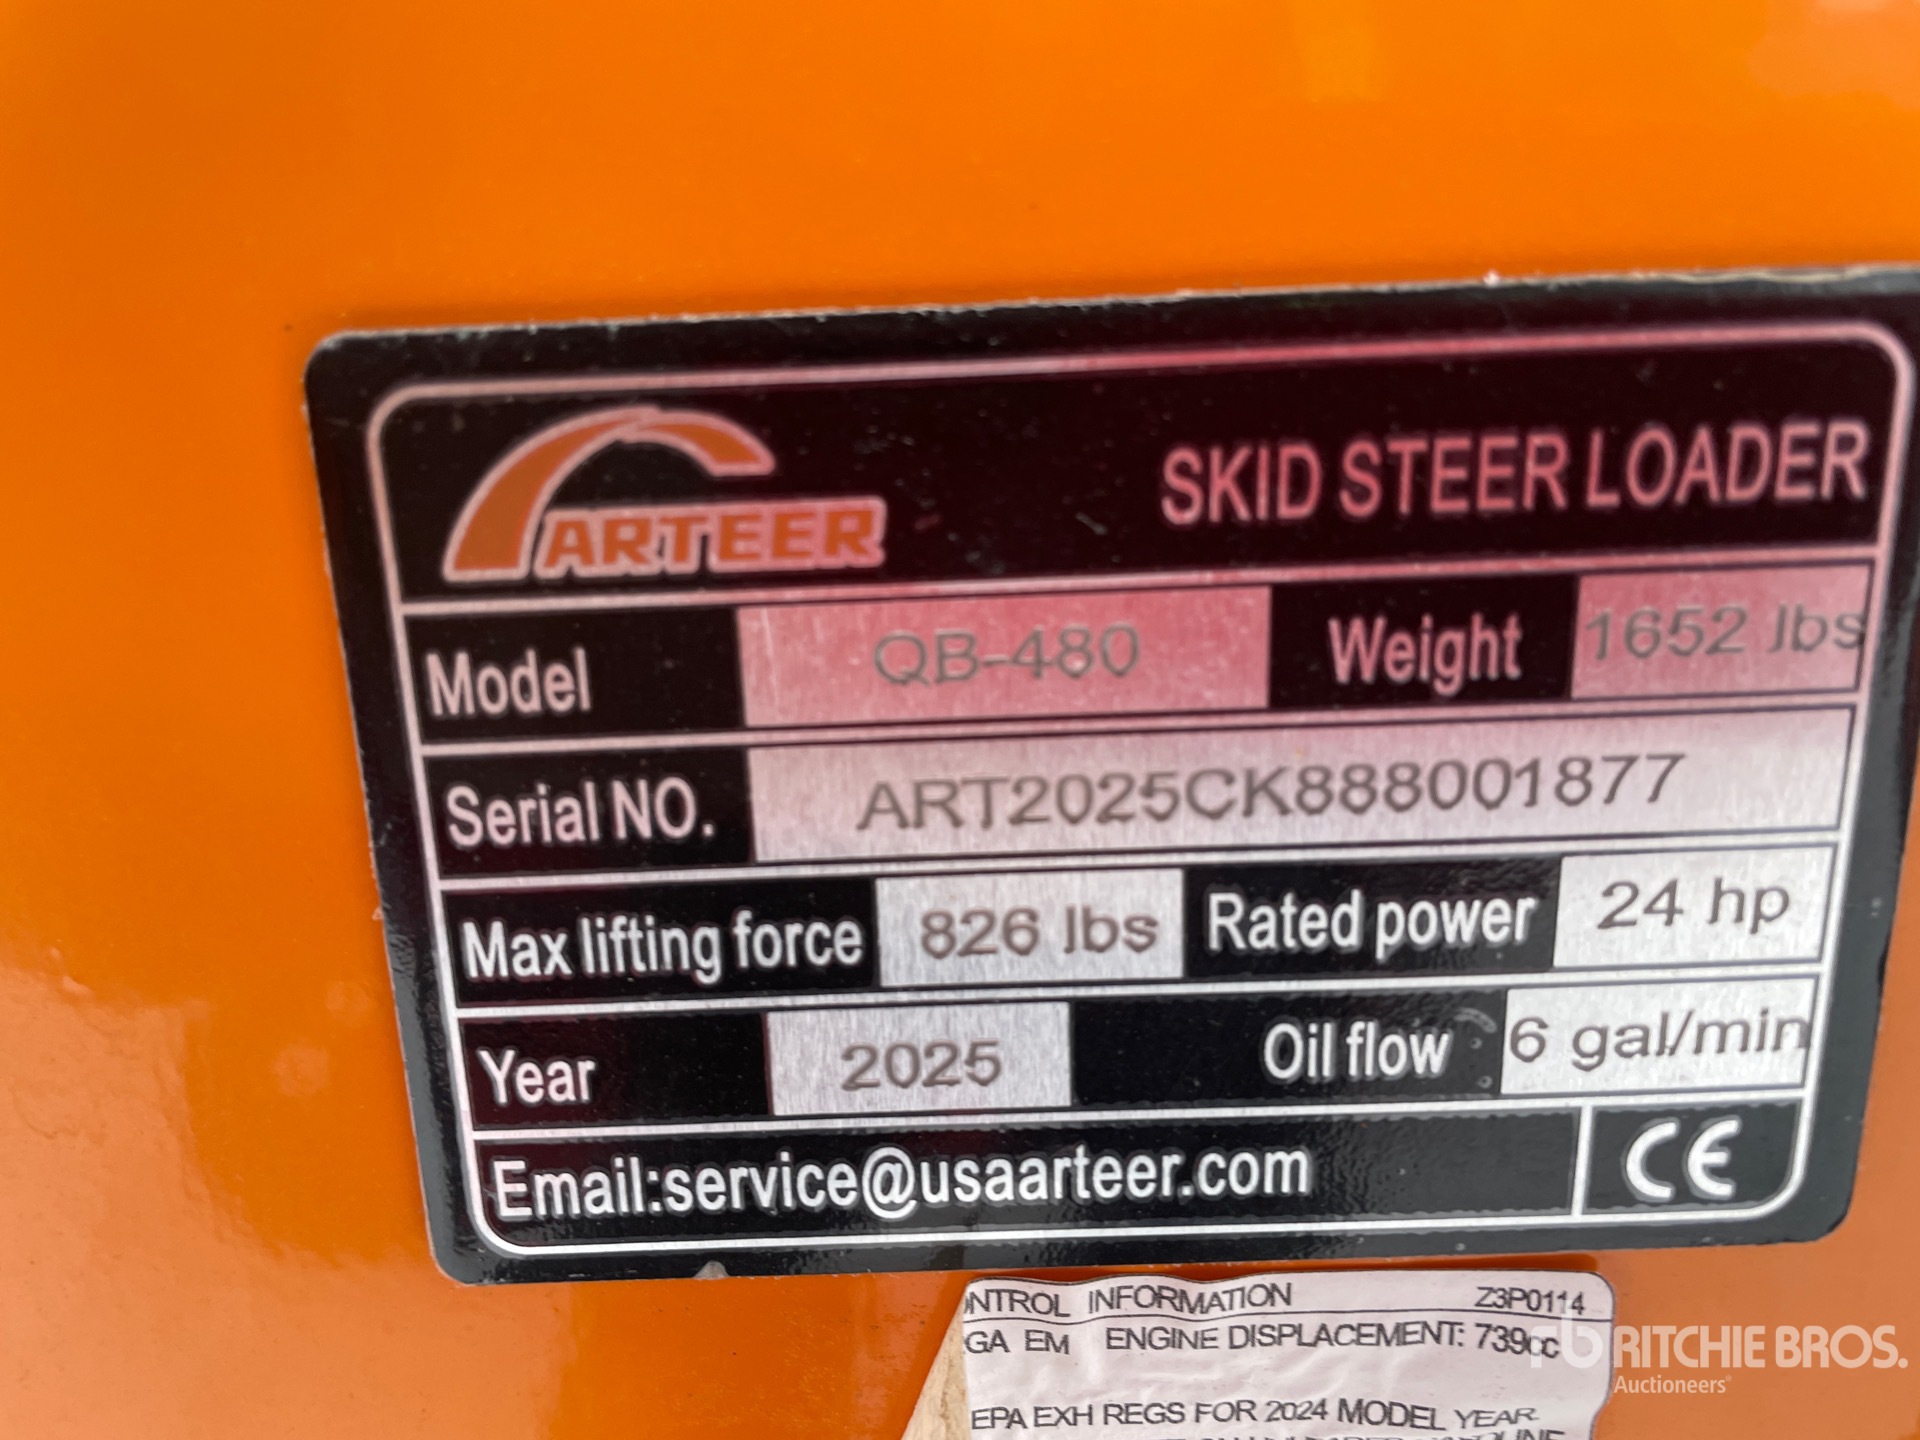 ARTEER
SKID STEER LOADER
Model QB-480 Weight 1652 lbs
Serial NO. ART2025CK888001877
Max lifting force 826 lbs Rated power 24 hp
Year 2025 Oil flow 6 gal/min
Email:service@usaarteer.com CE
NTROL INFORMATION Z3P0114
GA EM ENGINE DISPLACEMENT: 739cc
EPA EXH REGS FOR 2024 MODEL YEAR
rb RITCHIE BROS.
Auctioneers